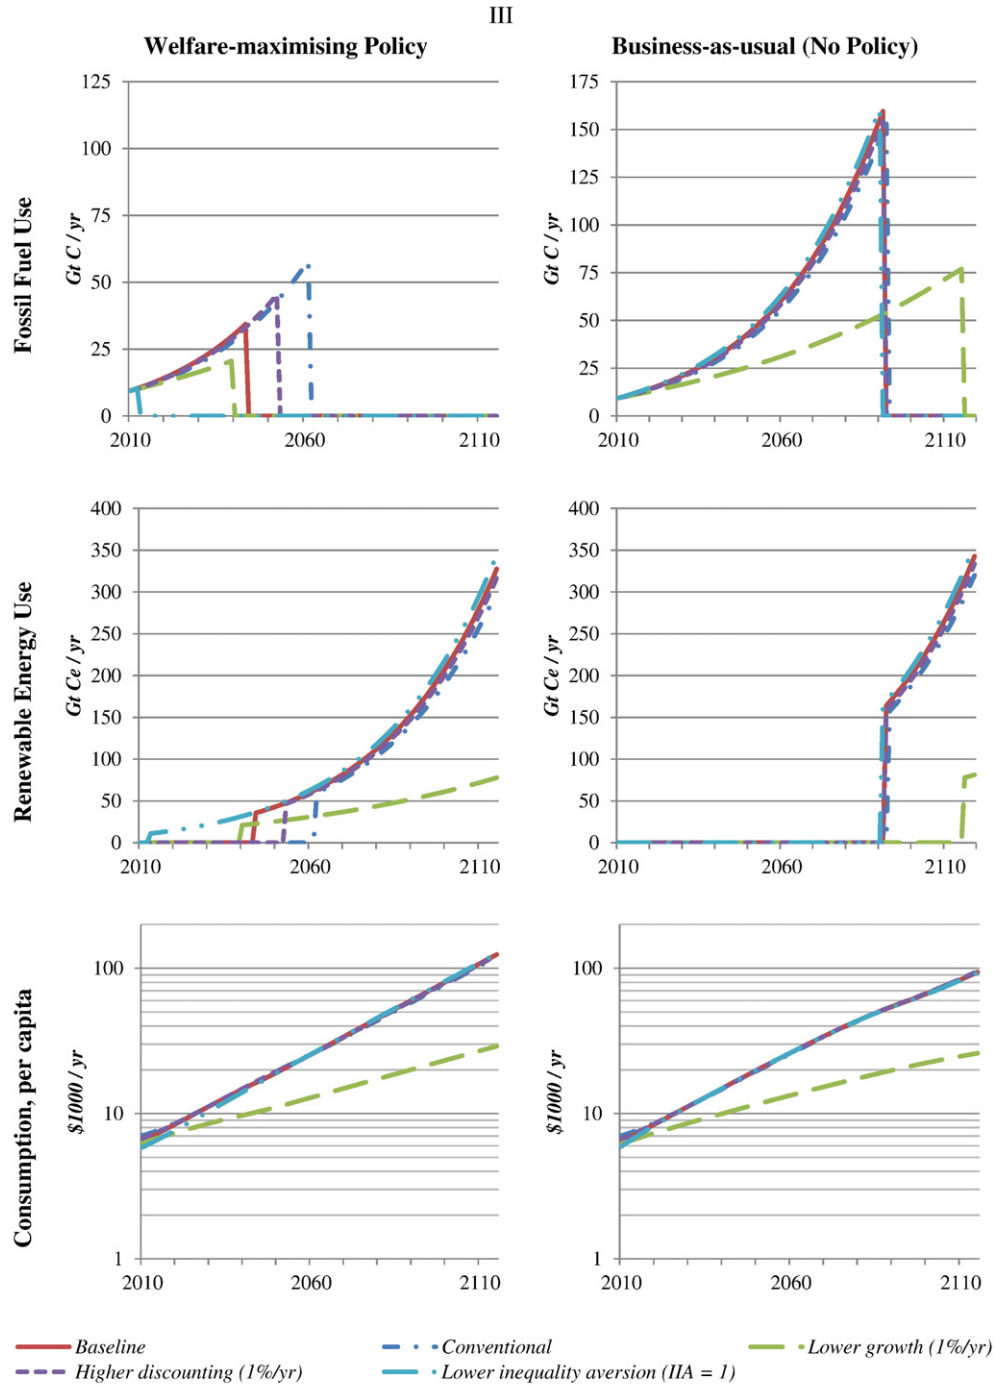 III
Welfare-maximising Policy
Business-as-usual (No Policy)
Fossil Fuel Use
Gt C / yr
125
100
75
50
25
0
2010 2060 2110
Gt C / yr
175
150
125
100
75
50
25
0
2010 2060 2110
Renewable Energy Use
Gt Ce / yr
400
350
300
250
200
150
100
50
0
2010 2060 2110
Gt Ce / yr
400
350
300
250
200
150
100
50
0
2010 2060 2110
Consumption, per capita
$1000 / yr
100
10
1
2010 2060 2110
$1000 / yr
100
10
1
2010 2060 2110
Baseline Conventional Lower growth (1%/yr)
Higher discounting (1%/yr) Lower inequality aversion (IIA = 1)